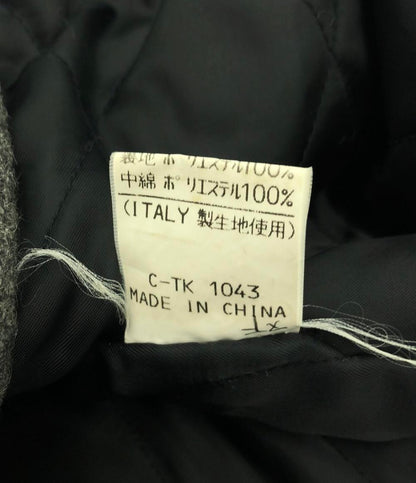 裏地 ポリエステル100%
中綿 ポリエステル100%
(ITALY 製生地使用)
C-TK 1043
MADE IN CHINA